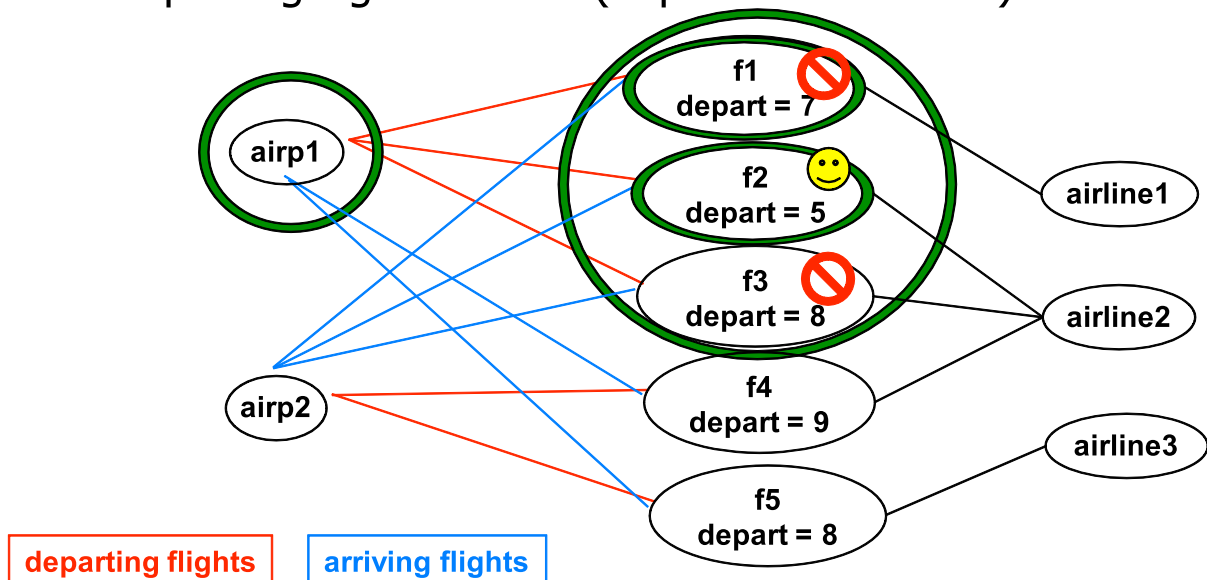 airp1
airp2
f1
depart = 7
f2
depart = 5
f3
depart = 8
f4
depart = 9
f5
depart = 8
airline1
airline2
airline3
departing flights
arriving flights